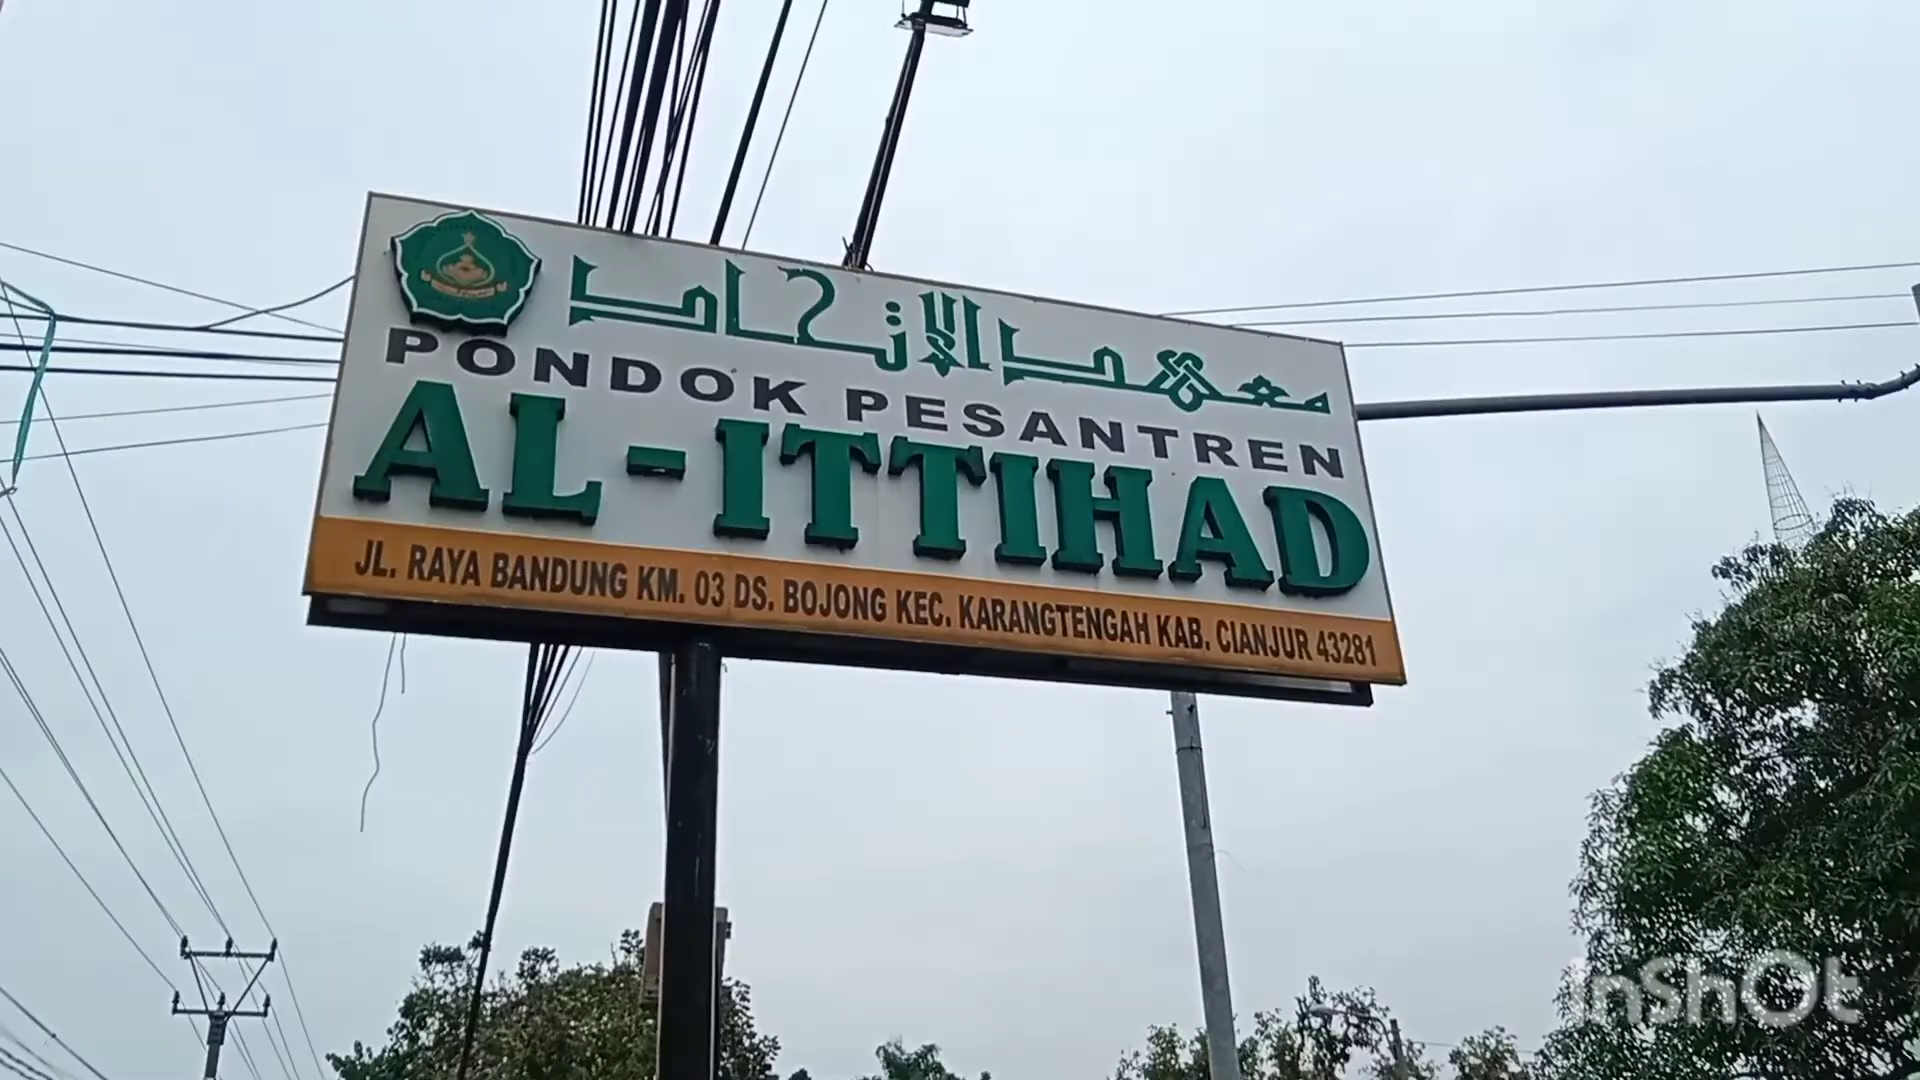 معهد الاتحاد
PONDOK PESANTREN
AL-ITTIHAD
JL. RAYA BANDUNG KM. 03 DS. BOJONG KEC. KARANGTENGAH KAB. CIANJUR 43281
InShOt